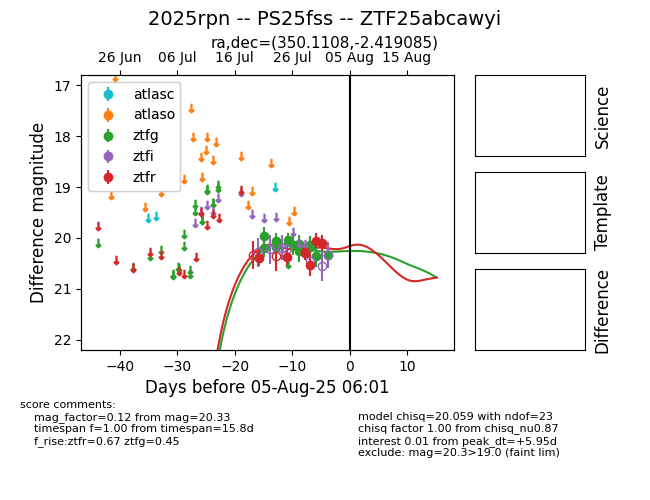 2025rpn -- PS25fss -- ZTF25abcawyi
ra,dec=(350.1108,-2.419085)
26 Jun 06 Jul 16 Jul 26 Jul 05 Aug 15 Aug
17
18
19
20
21
22
Difference magnitude
atlasc
atlaso
ztfg
ztfi
ztfr
−40 −30 −20 −10 0 10
Days before 05-Aug-25 06:01
Science
Template
Difference
score comments:
mag_factor=0.12 from mag=20.33
timespan f=1.00 from timespan=15.8d
f_rise:ztfr=0.67 ztfg=0.45
model chisq=20.059 with ndof=23
chisq factor 1.00 from chisq_nu0.87
interest 0.01 from peak_dt=+5.95d
exclude: mag=20.3>19.0 (faint lim)